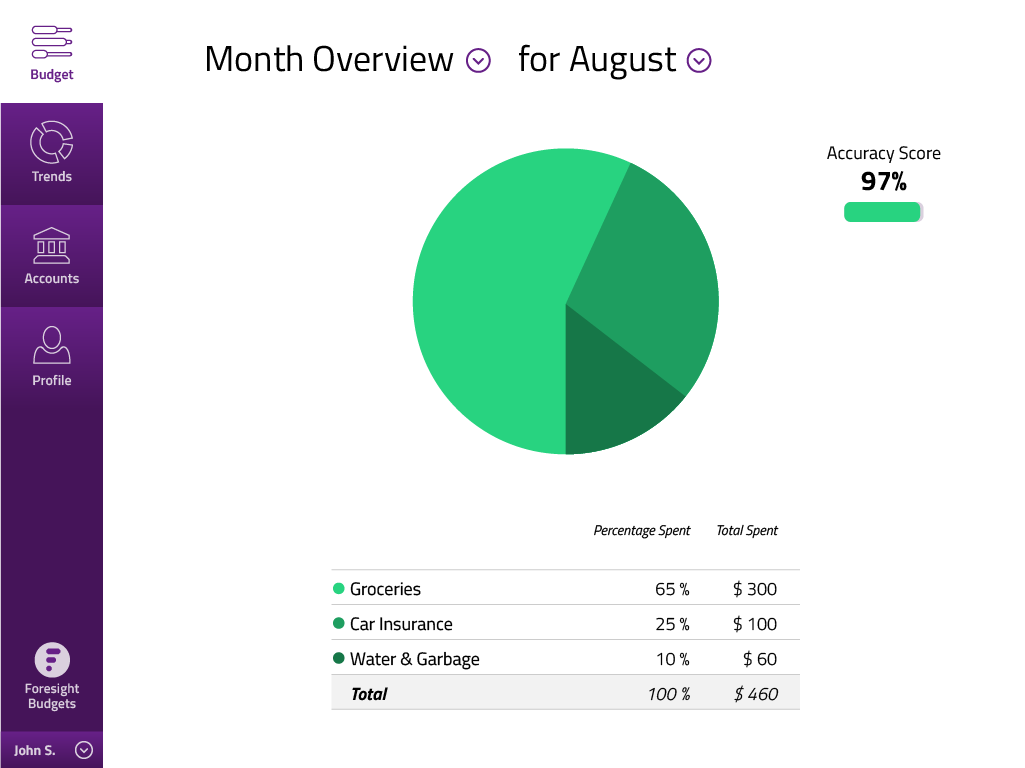 Budget
Month Overview for August
Trends
Accounts
Profile
Accuracy Score
97%
Percentage Spent Total Spent
Groceries 65 % $ 300
Car Insurance 25 % $ 100
Water & Garbage 10 % $ 60
Total 100 % $ 460
Foresight
Budgets
John S.